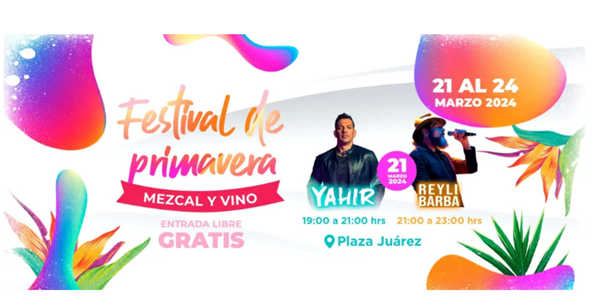 Festival de
primavera
MEZCAL Y VINO
ENTRADA LIBRE
GRATIS
21 AL 24
MARZO 2024
YAHIR
19:00 a 21:00 hrs
21
MARZO
2024
REYLI
BARBA
21:00 a 23:00 hrs
Plaza Juárez